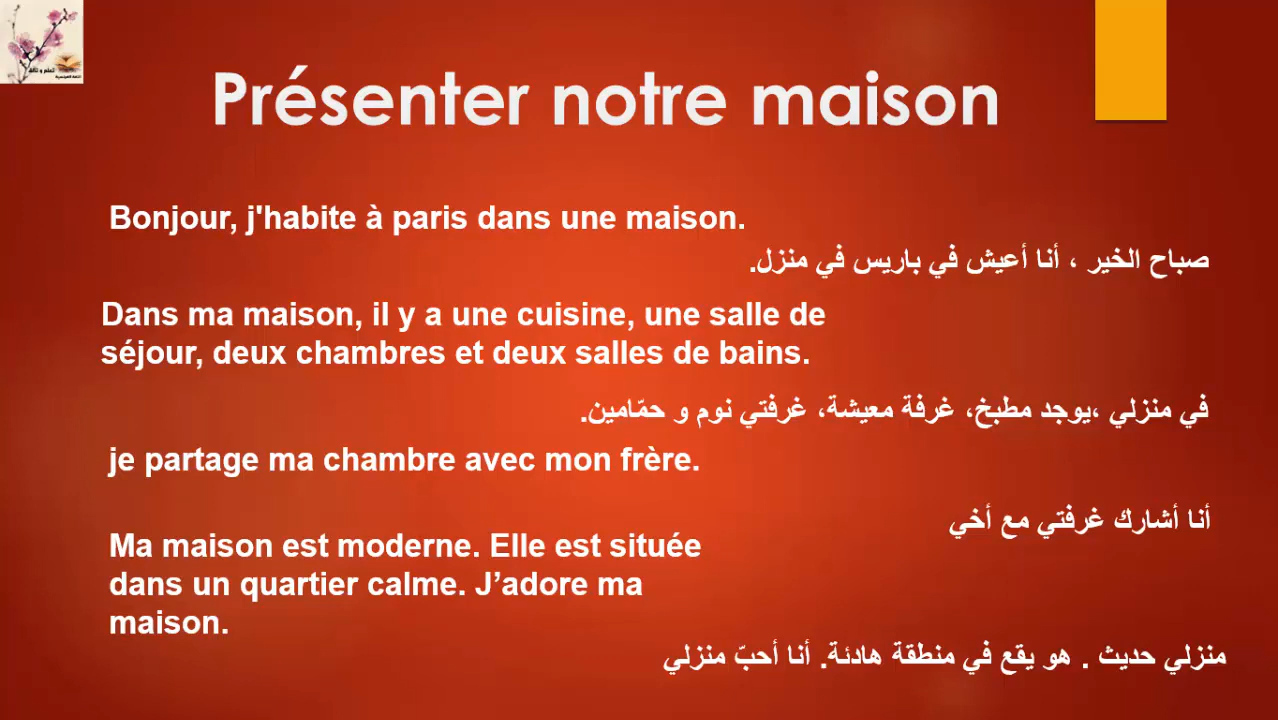 Présenter notre maison
Bonjour, j'habite à paris dans une maison.
صباح الخير ، أنا أعيش في باريس في منزل.
Dans ma maison, il y a une cuisine, une salle de
séjour, deux chambres et deux salles de bains.
في منزلي ،يوجد مطبخ، غرفة معيشة، غرفتي نوم و حمّامين.
je partage ma chambre avec mon frère.
أنا أشارك غرفتي مع أخي
Ma maison est moderne. Elle est située
dans un quartier calme. J’adore ma
maison.
منزلي حديث . هو يقع في منطقة هادئة. أنا أحبّ منزلي